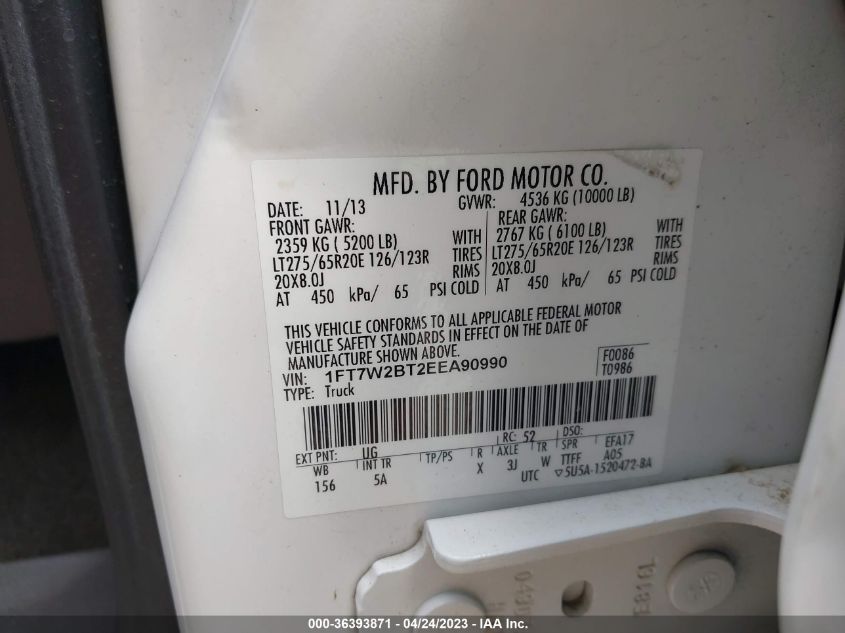 MFD. BY FORD MOTOR CO.
DATE: 11/13 GVWR: 4536 KG (10000 LB)
FRONT GAWR: REAR GAWR:
2359 KG ( 5200 LB) WITH 2767 KG ( 6100 LB) WITH
LT275/65R20E 126/123R TIRES LT275/65R20E 126/123R TIRES
20X8.0J RIMS 20X8.0J RIMS
AT 450 kPa/ 65 PSI COLD AT 450 kPa/ 65 PSI COLD
THIS VEHICLE CONFORMS TO ALL APPLICABLE FEDERAL MOTOR
VEHICLE SAFETY STANDARDS IN EFFECT ON THE DATE OF
MANUFACTURE SHOWN ABOVE.
VIN: 1FT7W2BT2EEA90990 F0086
TYPE: Truck T0986
EXT PNT: UG RC: 52 DSO:
WB INT TR TP/PS R AXLE TR SPR EFA17
156 5A X 3J W TTFF A05
UTC ▽5U5A-1520472-BA
000-36393871 - 04/24/2023 - IAA Inc.